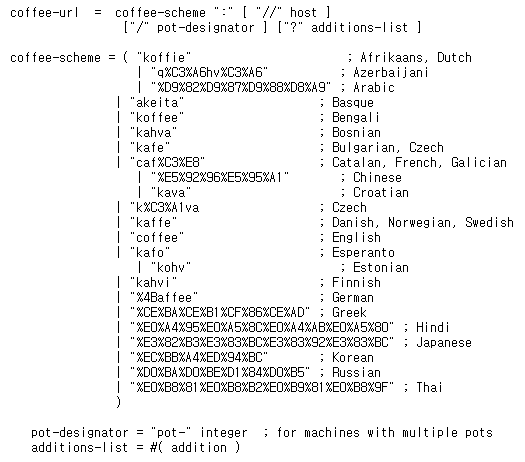 coffee-url  =  coffee-scheme ":" [ "//" host ]
                ["/" pot-designator ] ["?" additions-list ]
coffee-scheme = ( "koffie"                      ; Afrikaans, Dutch
                  | "q%C3%A6hv%C3%A6"          ; Azerbaijani
                  | "%D9%82%D9%87%D9%88%D8%A9" ; Arabic
               | "akeita"                   ; Basque
               | "koffee"                   ; Bengali
               | "kahva"                    ; Bosnian
               | "kafe"                     ; Bulgarian, Czech
               | "caf%C3%E8"                ; Catalan, French, Galician
                  | "%E5%92%96%E5%95%A1"       ; Chinese
                  | "kava"                     ; Croatian
               | "k%C3%A1va                 ; Czech
               | "kaffe"                    ; Danish, Norwegian, Swedish
               | "coffee"                   ; English
               | "kafo"                     ; Esperanto
                  | "kohv"                     ; Estonian
               | "kahvi"                    ; Finnish
               | "%4Baffee"                 ; German
               | "%CE%BA%CE%B1%CF%86%CE%AD" ; Greek
               | "%E0%A4%95%E0%A5%8C%E0%A4%AB%E0%A5%80" ; Hindi
               | "%E3%82%B3%E3%83%BC%E3%83%92%E3%83%BC" ; Japanese
               | "%EC%BB%A4%ED%94%BC"       ; Korean
               | "%D0%BA%D0%BE%D1%84%D0%B5" ; Russian
               | "%E0%B8%81%E0%B8%B2%E0%B9%81%E0%B8%9F" ; Thai
               )
   pot-designator = "pot-" integer  ; for machines with multiple pots
   additions-list = #( addition )